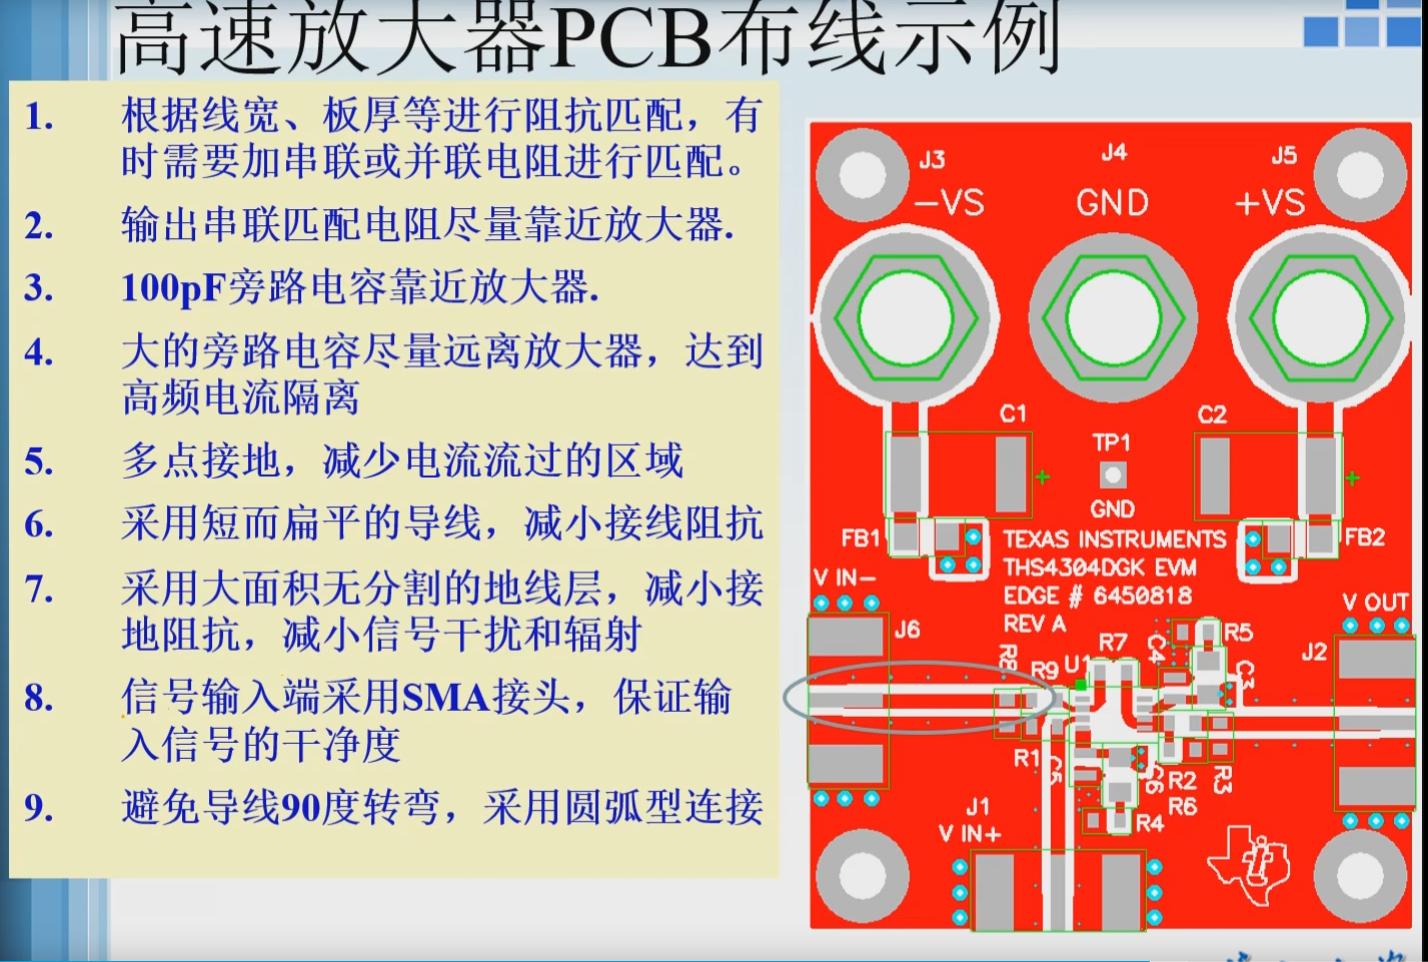 高速放大器PCB布线示例
1. 根据线宽、板厚等进行阻抗匹配，有
时需要加串联或并联电阻进行匹配。
2. 输出串联匹配电阻尽量靠近放大器.
3. 100pF旁路电容靠近放大器.
4. 大的旁路电容尽量远离放大器，达到
高频电流隔离
5. 多点接地，减少电流流过的区域
6. 采用短而扁平的导线，减小接线阻抗
7. 采用大面积无分割的地线层，减小接
地阻抗，减小信号干扰和辐射
8. 信号输入端采用SMA接头，保证输
入信号的干净度
9. 避免导线90度转弯，采用圆弧型连接
J3 J4 J5
-VS GND +VS
C1 C2
+ TP1 +
GND
FB1 FB2
TEXAS INSTRUMENTS
THS4304DGK EVM
EDGE # 6450818
REV A
V IN- V OUT
J6 J2
R8 R9 U1 R7 C4 R5 C3
R1 C5 C6 R2 R3
R6
R4
J1
V IN+